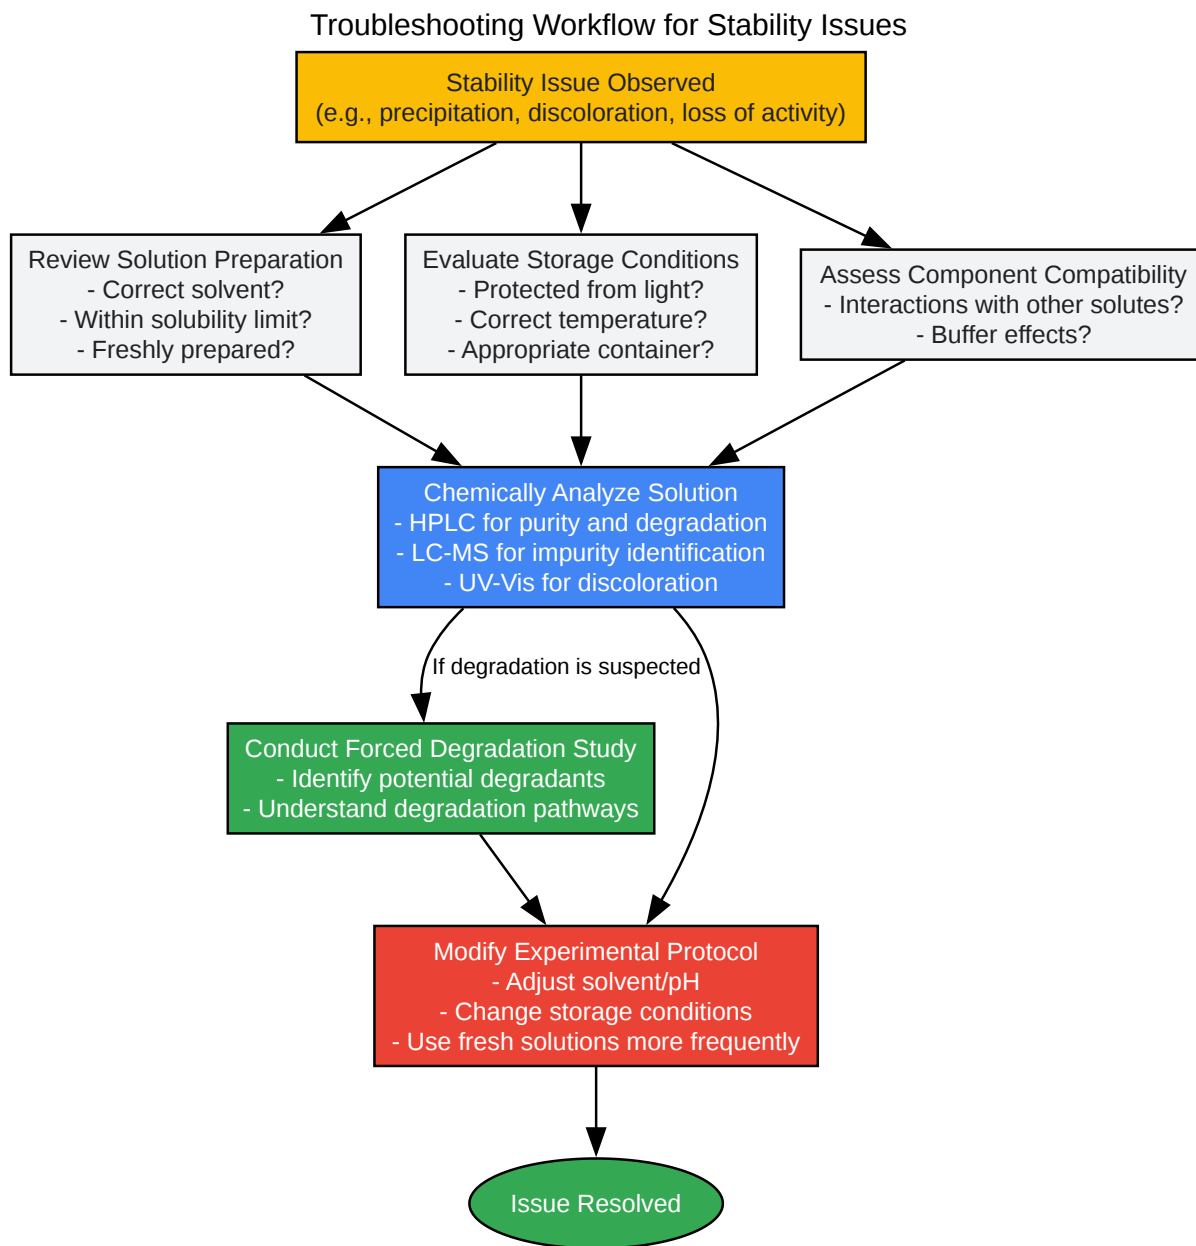 Troubleshooting Workflow for Stability Issues
Stability Issue Observed
(e.g., precipitation, discoloration, loss of activity)
Review Solution Preparation
- Correct solvent?
- Within solubility limit?
- Freshly prepared?
Evaluate Storage Conditions
- Protected from light?
- Correct temperature?
- Appropriate container?
Assess Component Compatibility
- Interactions with other solutes?
- Buffer effects?
Chemically Analyze Solution
- HPLC for purity and degradation
- LC-MS for impurity identification
- UV-Vis for discoloration
If degradation is suspected
Conduct Forced Degradation Study
- Identify potential degradants
- Understand degradation pathways
Modify Experimental Protocol
- Adjust solvent/pH
- Change storage conditions
- Use fresh solutions more frequently
Issue Resolved